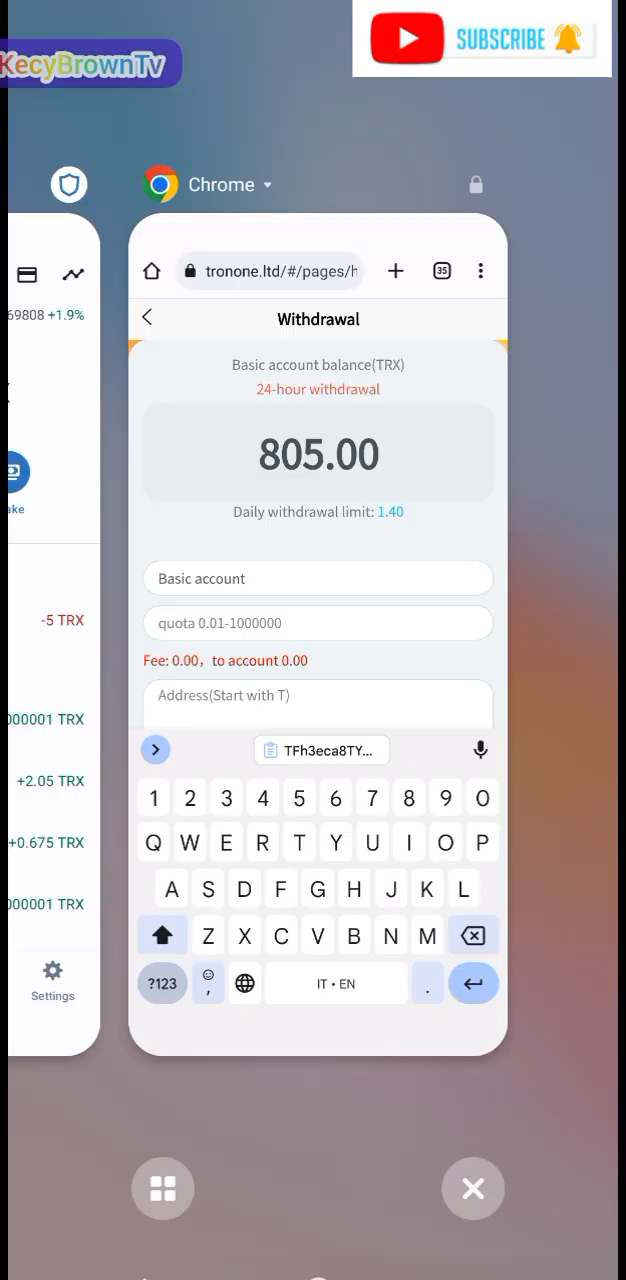 SUBSCRIBE
KecyBrownTv
Chrome
tronone.ltd/#/pages/h
35
69808 +1.9%
Withdrawal
Basic account balance(TRX)
24-hour withdrawal
805.00
ake
Daily withdrawal limit: 1.40
Basic account
-5 TRX
quota 0.01-1000000
Fee: 0.00，to account 0.00
Address(Start with T)
000001 TRX
TFh3eca8TY...
+2.05 TRX
1 2 3 4 5 6 7 8 9 0
+0.675 TRX
Q W E R T Y U I O P
A S D F G H J K L
000001 TRX
Z X C V B N M
Settings
?123 , IT • EN .